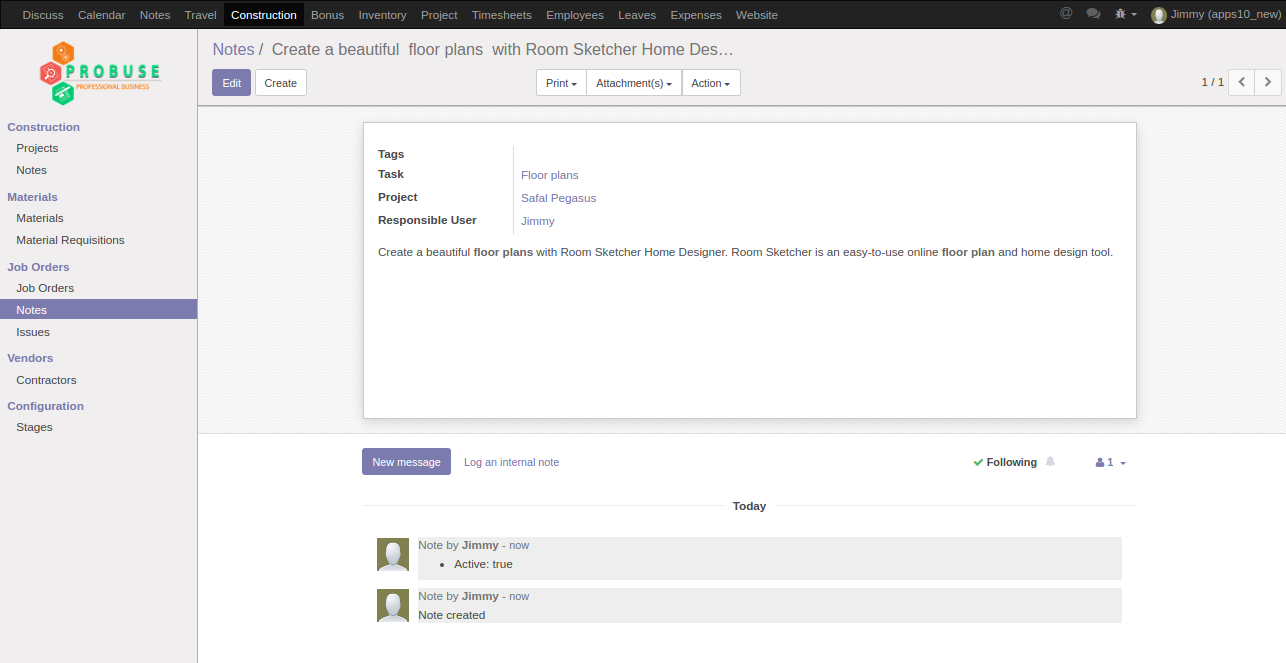 Discuss Calendar Notes Travel Construction Bonus Inventory Project Timesheets Employees Leaves Expenses Website @ Jimmy (apps10_new)
PROBUSE
PROFESSIONAL BUSINESS
Construction
Projects
Notes
Materials
Materials
Material Requisitions
Job Orders
Job Orders
Notes
Issues
Vendors
Contractors
Configuration
Stages
Notes / Create a beautiful floor plans with Room Sketcher Home Des…
Edit Create Print Attachment(s) Action 1 / 1
Tags
Task Floor plans
Project Safal Pegasus
Responsible User Jimmy
Create a beautiful floor plans with Room Sketcher Home Designer. Room Sketcher is an easy-to-use online floor plan and home design tool.
New message Log an internal note Following 1
Today
Note by Jimmy - now
• Active: true
Note by Jimmy - now
Note created